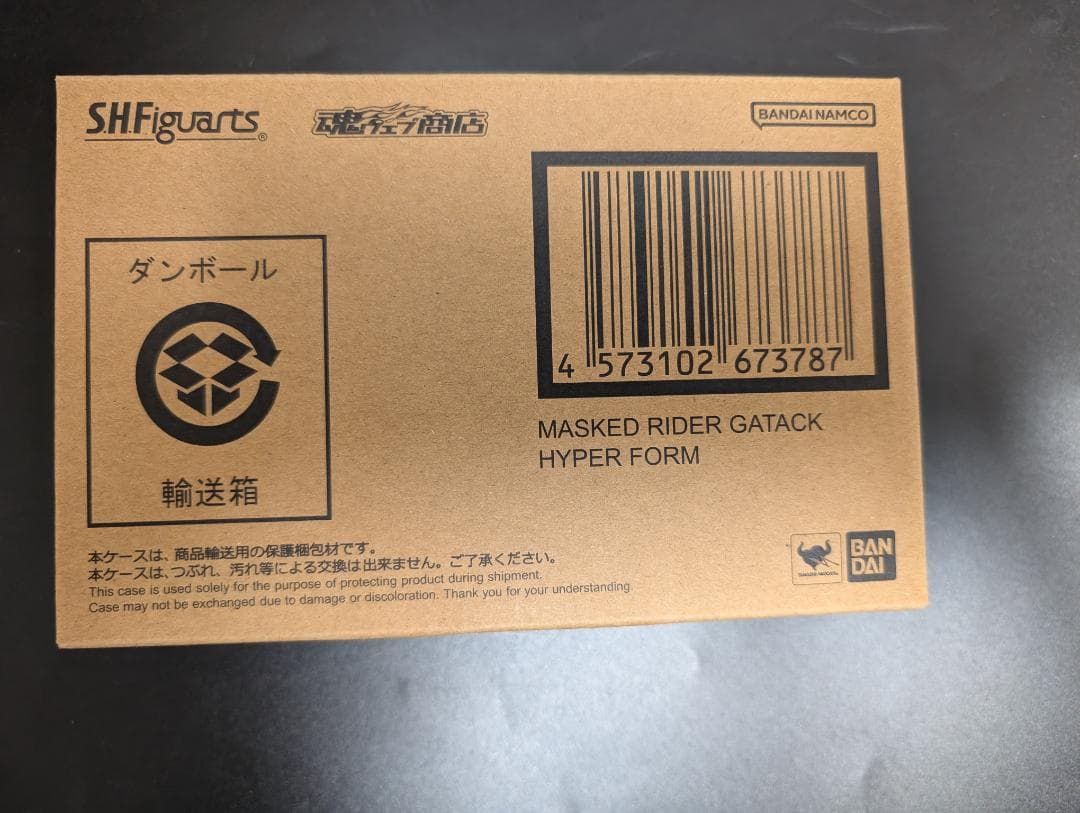 S.H.Figuarts®
魂ウェブ商店
BANDAI NAMCO
4 573102 673787
MASKED RIDER GATACK
HYPER FORM
ダンボール
輸送箱
本ケースは、商品輸送用の保護梱包材です。
本ケースは、つぶれ、汚れ等による交換は出来ません。ご了承ください。
This case is used solely for the purpose of protecting product during shipment.
Case may not be exchanged due to damage or discoloration. Thank you for your understanding.
BAN
DAI